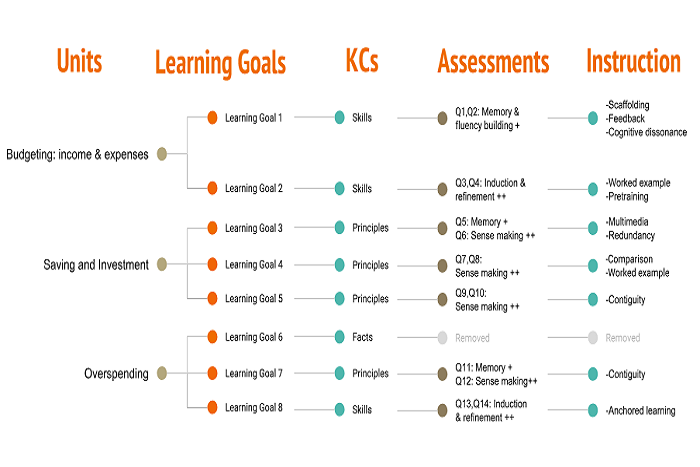 Units Learning Goals KCs Assessments Instruction
Budgeting: income & expenses
Learning Goal 1
Skills
Q1,Q2: Memory &
fluency building +
-Scaffolding
-Feedback
-Cognitive dissonance
Learning Goal 2
Skills
Q3,Q4: Induction &
refinement ++
-Worked example
-Pretraining
Saving and Investment
Learning Goal 3
Principles
Q5: Memory +
Q6: Sense making ++
-Multimedia
-Redundancy
Learning Goal 4
Principles
Q7,Q8:
Sense making ++
-Comparison
-Worked example
Learning Goal 5
Principles
Q9,Q10:
Sense making ++
-Contiguity
Overspending
Learning Goal 6
Facts
Removed
Removed
Learning Goal 7
Principles
Q11: Memory +
Q12: Sense making++
-Contiguity
Learning Goal 8
Skills
Q13,Q14: Induction
& refinement ++
-Anchored learning